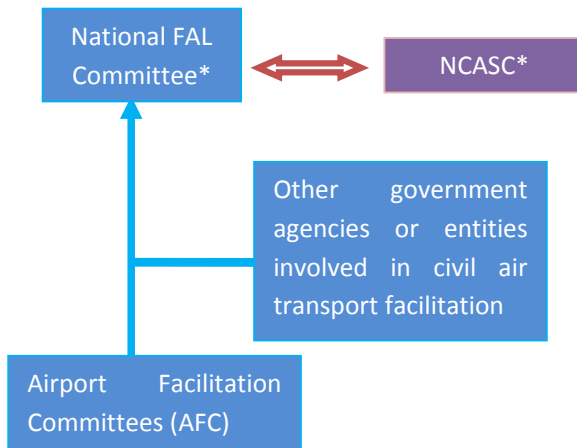 National FAL
Committee*
NCASC*
Other government
agencies or entities
involved in civil air
transport facilitation
Airport Facilitation
Committees (AFC)